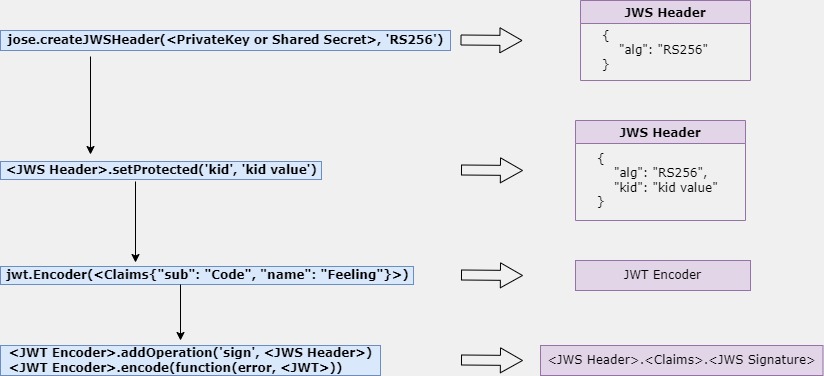 jose.createJWSHeader(<PrivateKey or Shared Secret>, 'RS256')
JWS Header
{
"alg": "RS256"
}
<JWS Header>.setProtected('kid', 'kid value')
JWS Header
{
"alg": "RS256",
"kid": "kid value"
}
jwt.Encoder(<Claims{"sub": "Code", "name": "Feeling"}>)
JWT Encoder
<JWT Encoder>.addOperation('sign', <JWS Header>)
<JWT Encoder>.encode(function(error, <JWT>))
<JWS Header>.<Claims>.<JWS Signature>